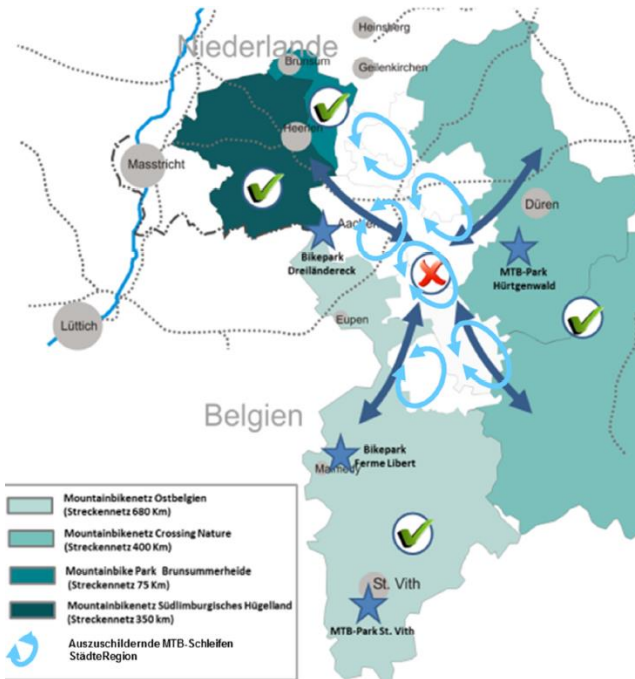 Niederlande
Heinsberg
Brunsum
Geilenkirchen
Heerlen
Masstricht
Aachen
Düren
Bikepark
Dreiländereck
MTB-Park
Hürtgenwald
Lüttich
Eupen
Belgien
Bikepark
Ferme Libert
Malmedy
St. Vith
MTB-Park St. Vith
Mountainbikenetz Ostbelgien
(Streckennetz 680 Km)
Mountainbikenetz Crossing Nature
(Streckennetz 400 Km)
Mountainbike Park Brunsummerheide
(Streckennetz 75 Km)
Mountainbikenetz Südlimburgisches Hügelland
(Streckennetz 350 km)
Auszuschildernde MTB-Schleifen
StädteRegion